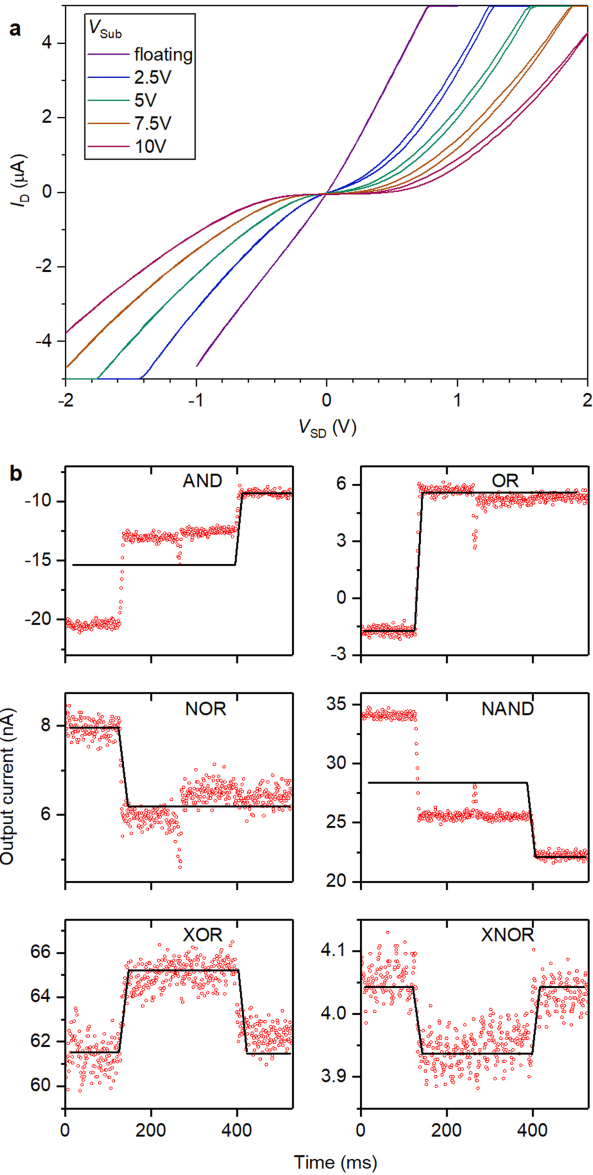 a
V_Sub
floating
2.5V
5V
7.5V
10V
4
2
0
-2
-4
I_D (μA)
-2 -1 0 1 2
V_SD (V)
b
AND
-10
-15
-20
OR
6
3
0
-3
NOR
8
6
NAND
35
30
25
20
XOR
66
65
62
60
XNOR
4.1
4.0
3.9
Output current (nA)
0 200 400
0 200 400
Time (ms)